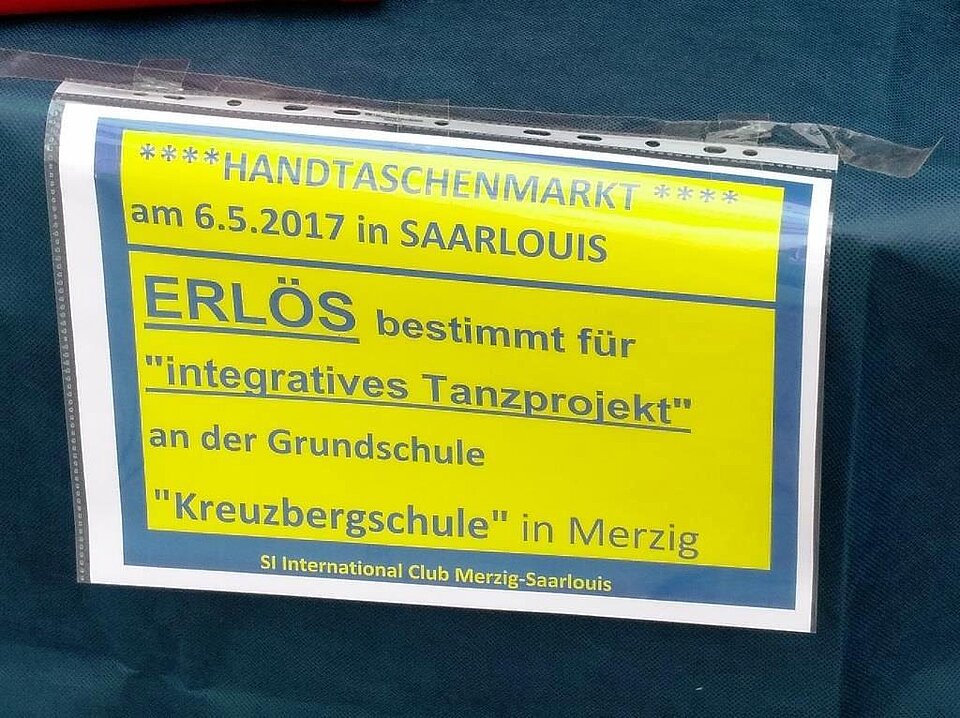 ****HANDTASCHENMARKT ****
am 6.5.2017 in SAARLOUIS
ERLÖS bestimmt für
"integratives Tanzprojekt"
an der Grundschule
"Kreuzbergschule" in Merzig
SI International Club Merzig-Saarlouis